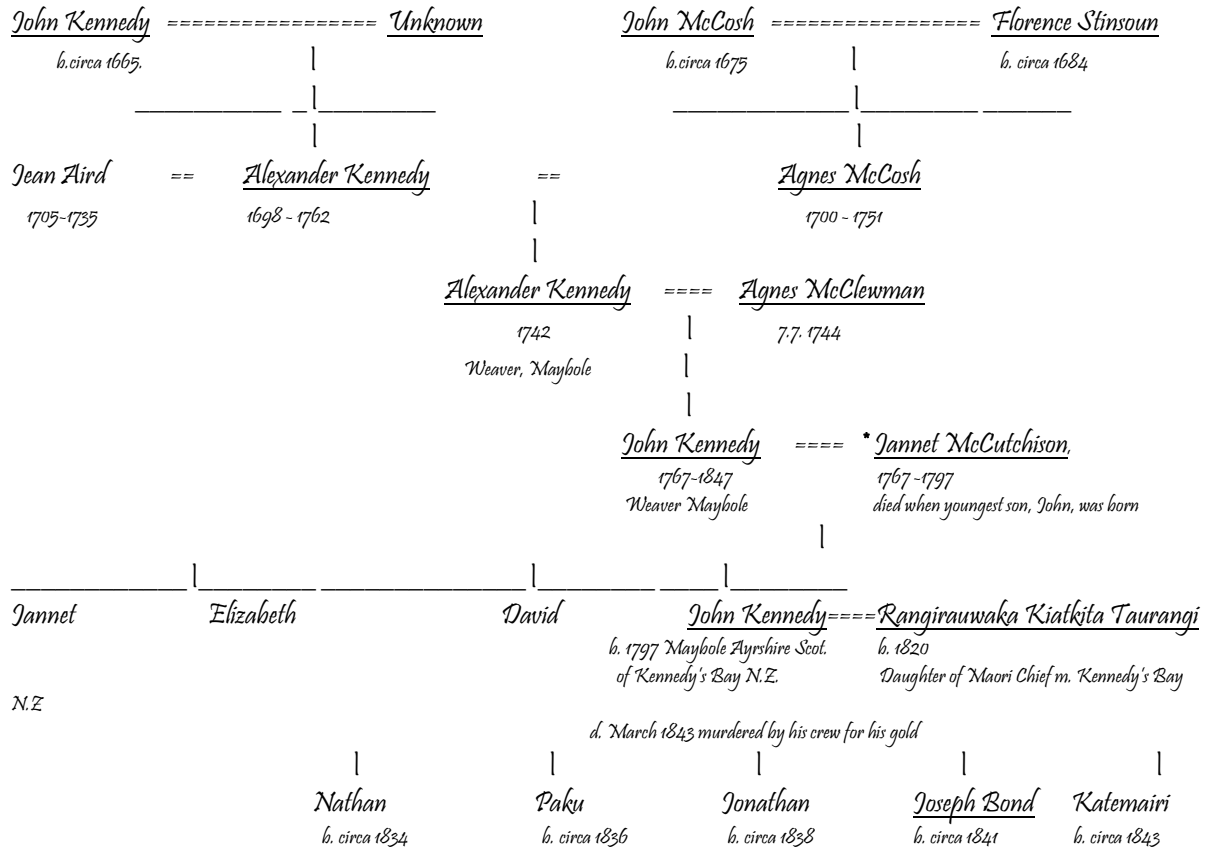 John Kennedy ================= Unknown John McCosh ================= Florence Stinsoun
b.circa 1665. b.circa 1675 b. circa 1684
Jean Aird == Alexander Kennedy == Agnes McCosh
1705-1735 1698 - 1762 1700 - 1751
Alexander Kennedy ==== Agnes McClewman
1742 7.7. 1744
Weaver, Maybole
John Kennedy ==== * Jannet McCutchison,
1767-1847 1767 -1797
Weaver Maybole died when youngest son, John, was born
Jannet Elizabeth David John Kennedy====Rangirauwaka Kiatkita Taurangi
b. 1797 Maybole Ayrshire Scot. b. 1820
of Kennedy's Bay N.Z. Daughter of Maori Chief m. Kennedy's Bay
N.Z
d. March 1843 murdered by his crew for his gold
Nathan Paku Jonathan Joseph Bond Katemairi
b. circa 1834 b. circa 1836 b. circa 1838 b. circa 1841 b. circa 1843